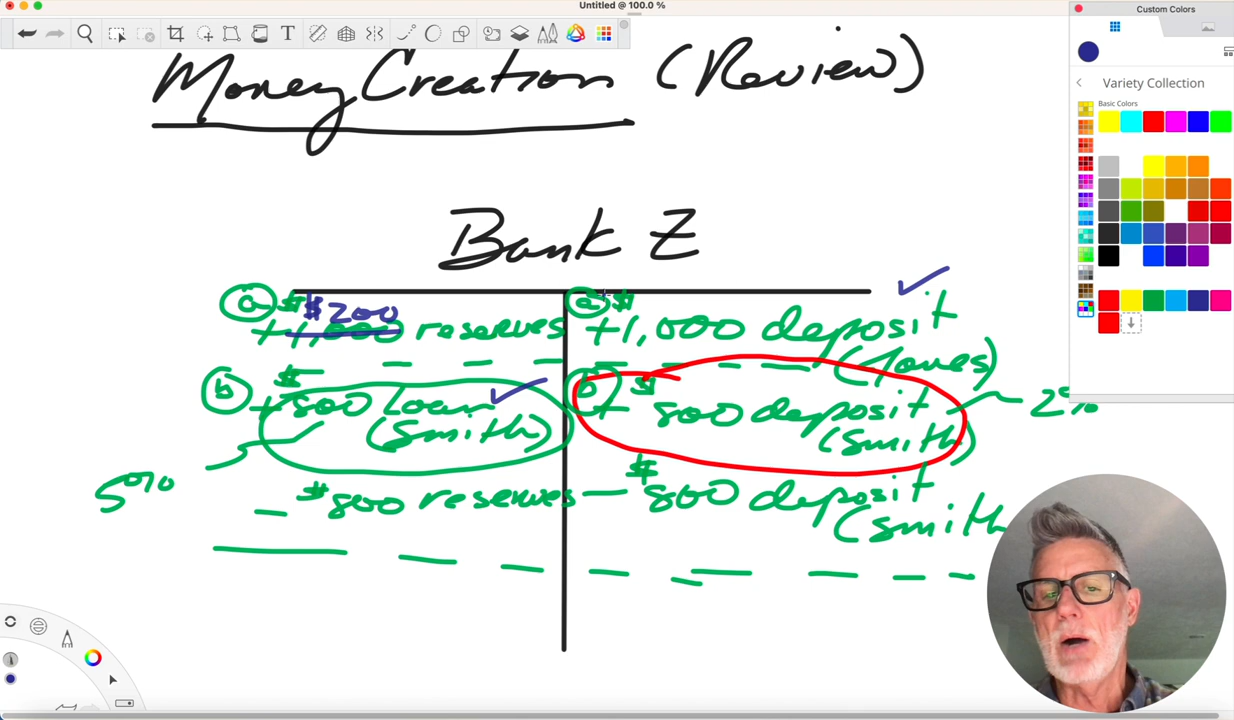 Untitled @ 100.0 %
Custom Colors
Variety Collection
Basic Colors
Money Creation (Review)
Bank Z
a $ $200
+1,000 reserves
a $
+1,000 deposit
(Jones)
b $
+800 Loan
(Smith)
5%
b $
+ 800 deposit
(Smith)
2%
- $800 reserves
- $800 deposit
(Smith